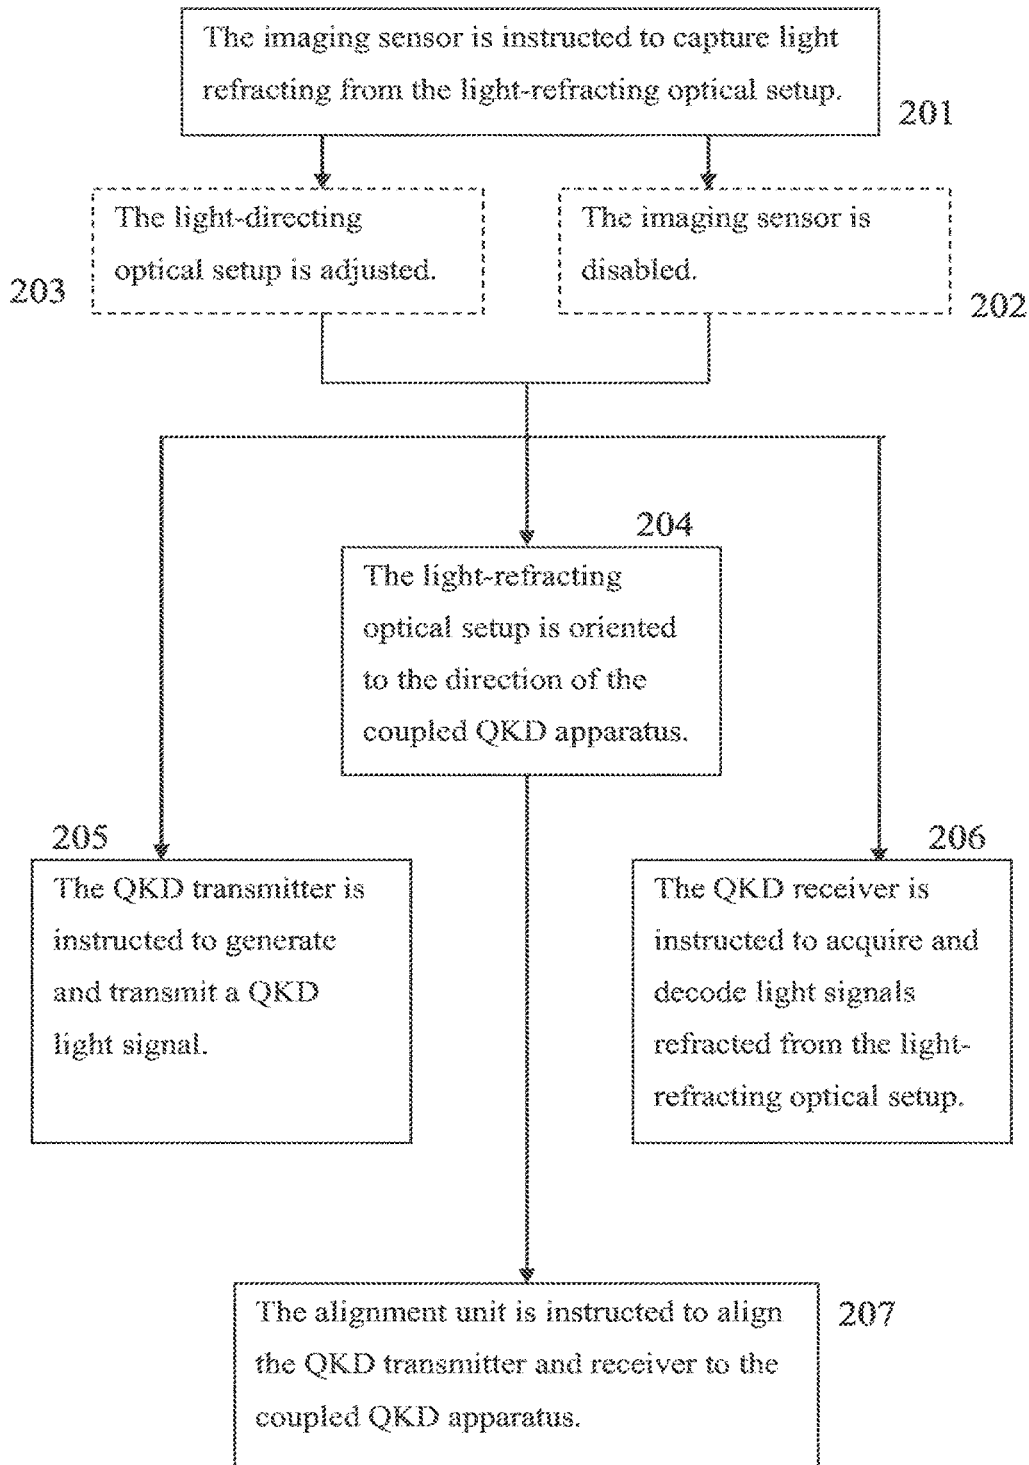 The imaging sensor is instructed to capture light
refracting from the light-refracting optical setup.
201
The light-directing
optical setup is adjusted.
203
The imaging sensor is
disabled.
202
204
The light-refracting
optical setup is oriented
to the direction of the
coupled QKD apparatus.
205
The QKD transmitter is
instructed to generate
and transmit a QKD
light signal.
206
The QKD receiver is
instructed to acquire and
decode light signals
refracted from the light-
refracting optical setup.
The alignment unit is instructed to align
the QKD transmitter and receiver to the
coupled QKD apparatus.
207